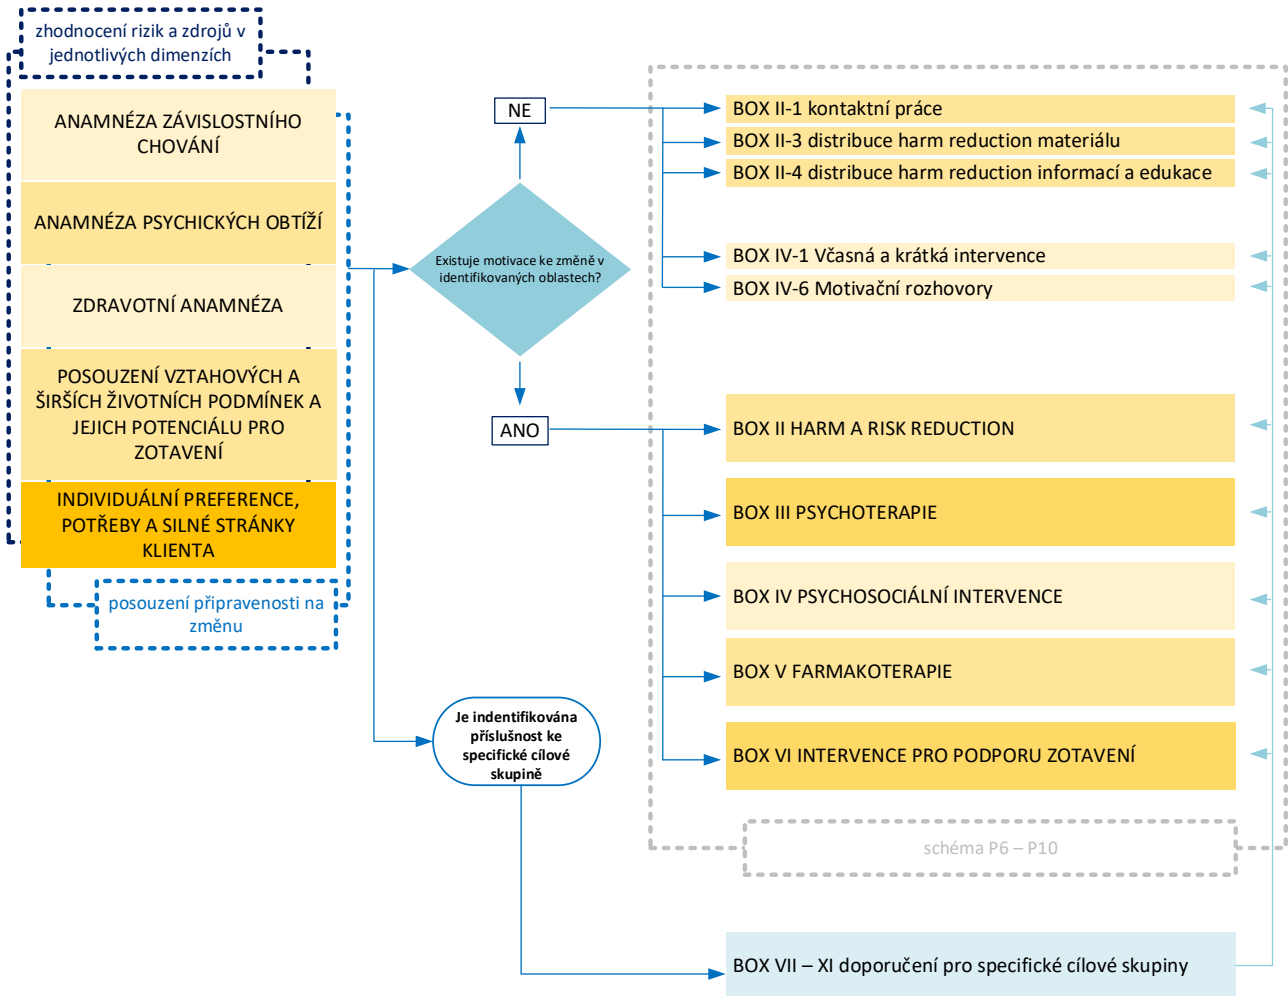 zhodnocení rizik a zdrojů v
jednotlivých dimenzích
ANAMNÉZA ZÁVISLOSTNÍHO
CHOVÁNÍ
ANAMNÉZA PSYCHICKÝCH OBTÍŽÍ
ZDRAVOTNÍ ANAMNÉZA
POSOUZENÍ VZTAHOVÝCH A
ŠIRŠÍCH ŽIVOTNÍCH PODMÍNEK A
JEJICH POTENCIÁLU PRO
ZOTAVENÍ
INDIVIDUÁLNÍ PREFERENCE,
POTŘEBY A SILNÉ STRÁNKY
KLIENTA
posouzení připravenosti na
změnu
NE
Existuje motivace ke změně v
identifikovaných oblastech?
ANO
Je indentifikována
příslušnost ke
specifické cílové
skupině
BOX II-1 kontaktní práce
BOX II-3 distribuce harm reduction materiálu
BOX II-4 distribuce harm reduction informací a edukace
BOX IV-1 Včasná a krátká intervence
BOX IV-6 Motivační rozhovory
BOX II HARM A RISK REDUCTION
BOX III PSYCHOTERAPIE
BOX IV PSYCHOSOCIÁLNÍ INTERVENCE
BOX V FARMAKOTERAPIE
BOX VI INTERVENCE PRO PODPORU ZOTAVENÍ
schéma P6 – P10
BOX VII – XI doporučení pro specifické cílové skupiny